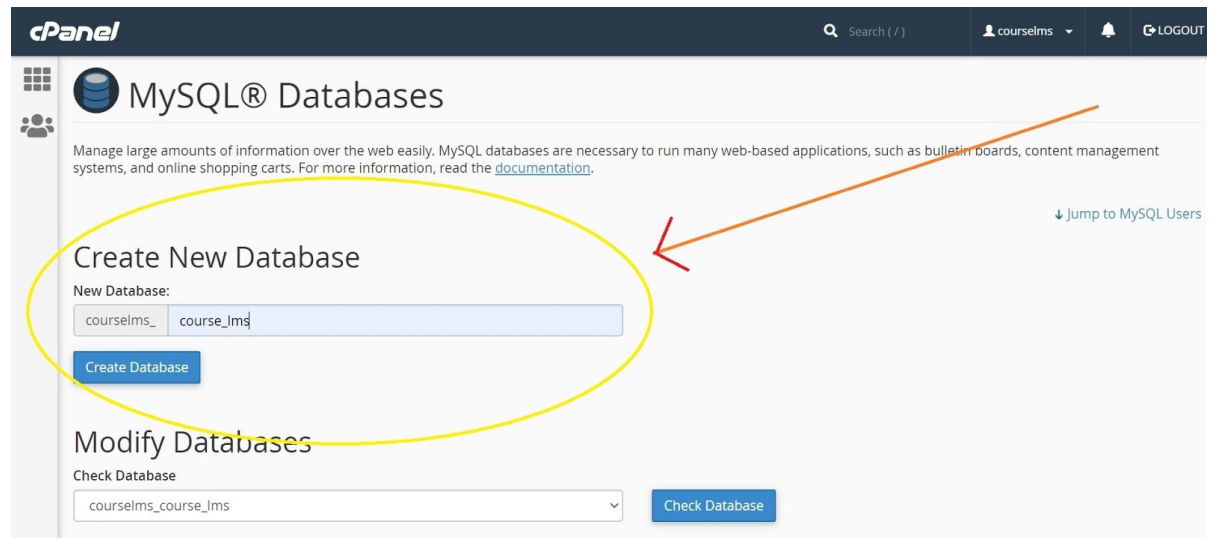 cPanel
Search ( / )
courselms
LOGOUT
MySQL® Databases
Manage large amounts of information over the web easily. MySQL databases are necessary to run many web-based applications, such as bulletin boards, content management
systems, and online shopping carts. For more information, read the documentation.
Jump to MySQL Users
Create New Database
New Database:
courselms_ course_lms
Create Database
Modify Databases
Check Database
courselms_course_lms
Check Database